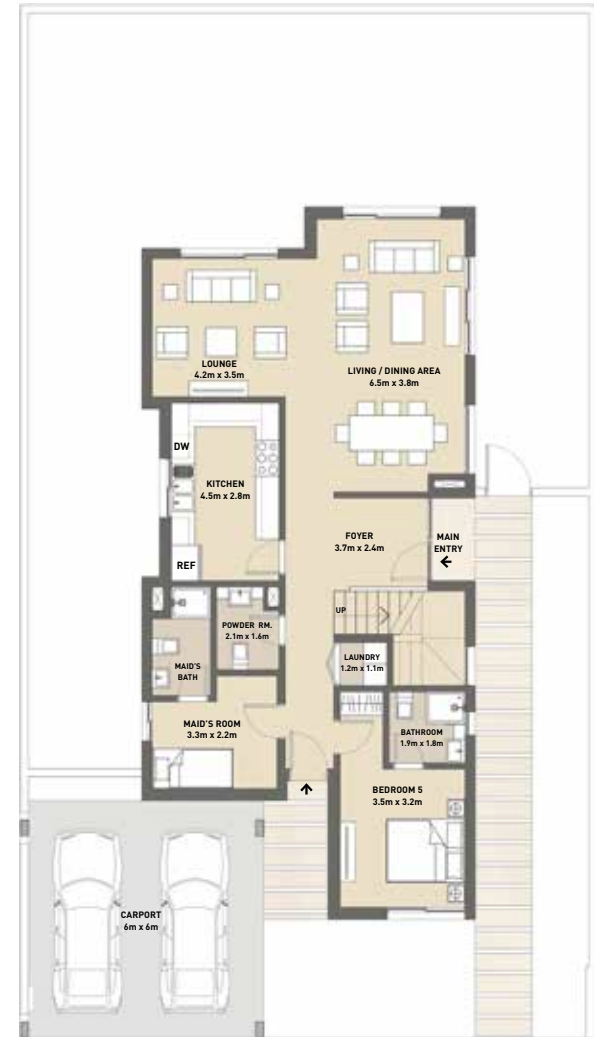 LOUNGE
4.2m x 3.5m
LIVING / DINING AREA
6.5m x 3.8m
DW
KITCHEN
4.5m x 2.8m
REF
FOYER
3.7m x 2.4m
MAIN
ENTRY
UP
POWDER RM.
2.1m x 1.6m
LAUNDRY
1.2m x 1.1m
MAID'S
BATH
MAID'S ROOM
3.3m x 2.2m
BATHROOM
1.9m x 1.8m
BEDROOM 5
3.5m x 3.2m
CARPORT
6m x 6m